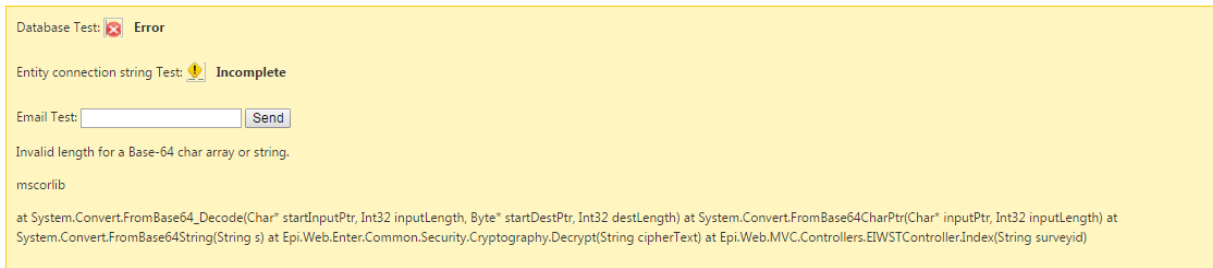 Database Test: Error
Entity connection string Test: Incomplete
Email Test: Send
Invalid length for a Base-64 char array or string.
mscorlib
at System.Convert.FromBase64_Decode(Char* startInputPtr, Int32 inputLength, Byte* startDestPtr, Int32 destLength) at System.Convert.FromBase64CharPtr(Char* inputPtr, Int32 inputLength) at
System.Convert.FromBase64String(String s) at Epi.Web.Enter.Common.Security.Cryptography.Decrypt(String cipherText) at Epi.Web.MVC.Controllers.EIWSTController.Index(String surveyid)